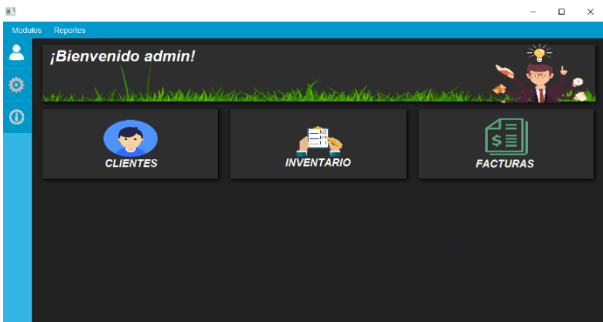 Modulos Reportes
¡Bienvenido admin!
CLIENTES
INVENTARIO
FACTURAS